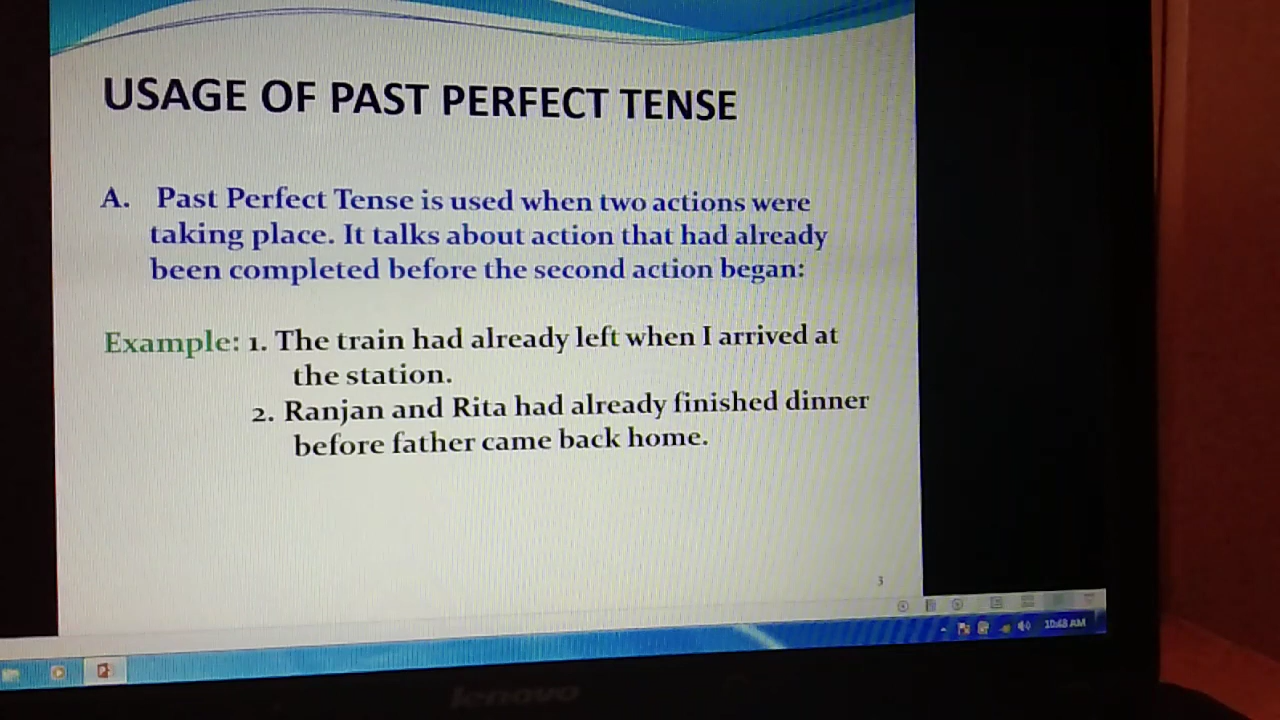 USAGE OF PAST PERFECT TENSE
A. Past Perfect Tense is used when two actions were
taking place. It talks about action that had already
been completed before the second action began:
Example: 1. The train had already left when I arrived at
the station.
2. Ranjan and Rita had already finished dinner
before father came back home.
3
10:48 AM
lenovo